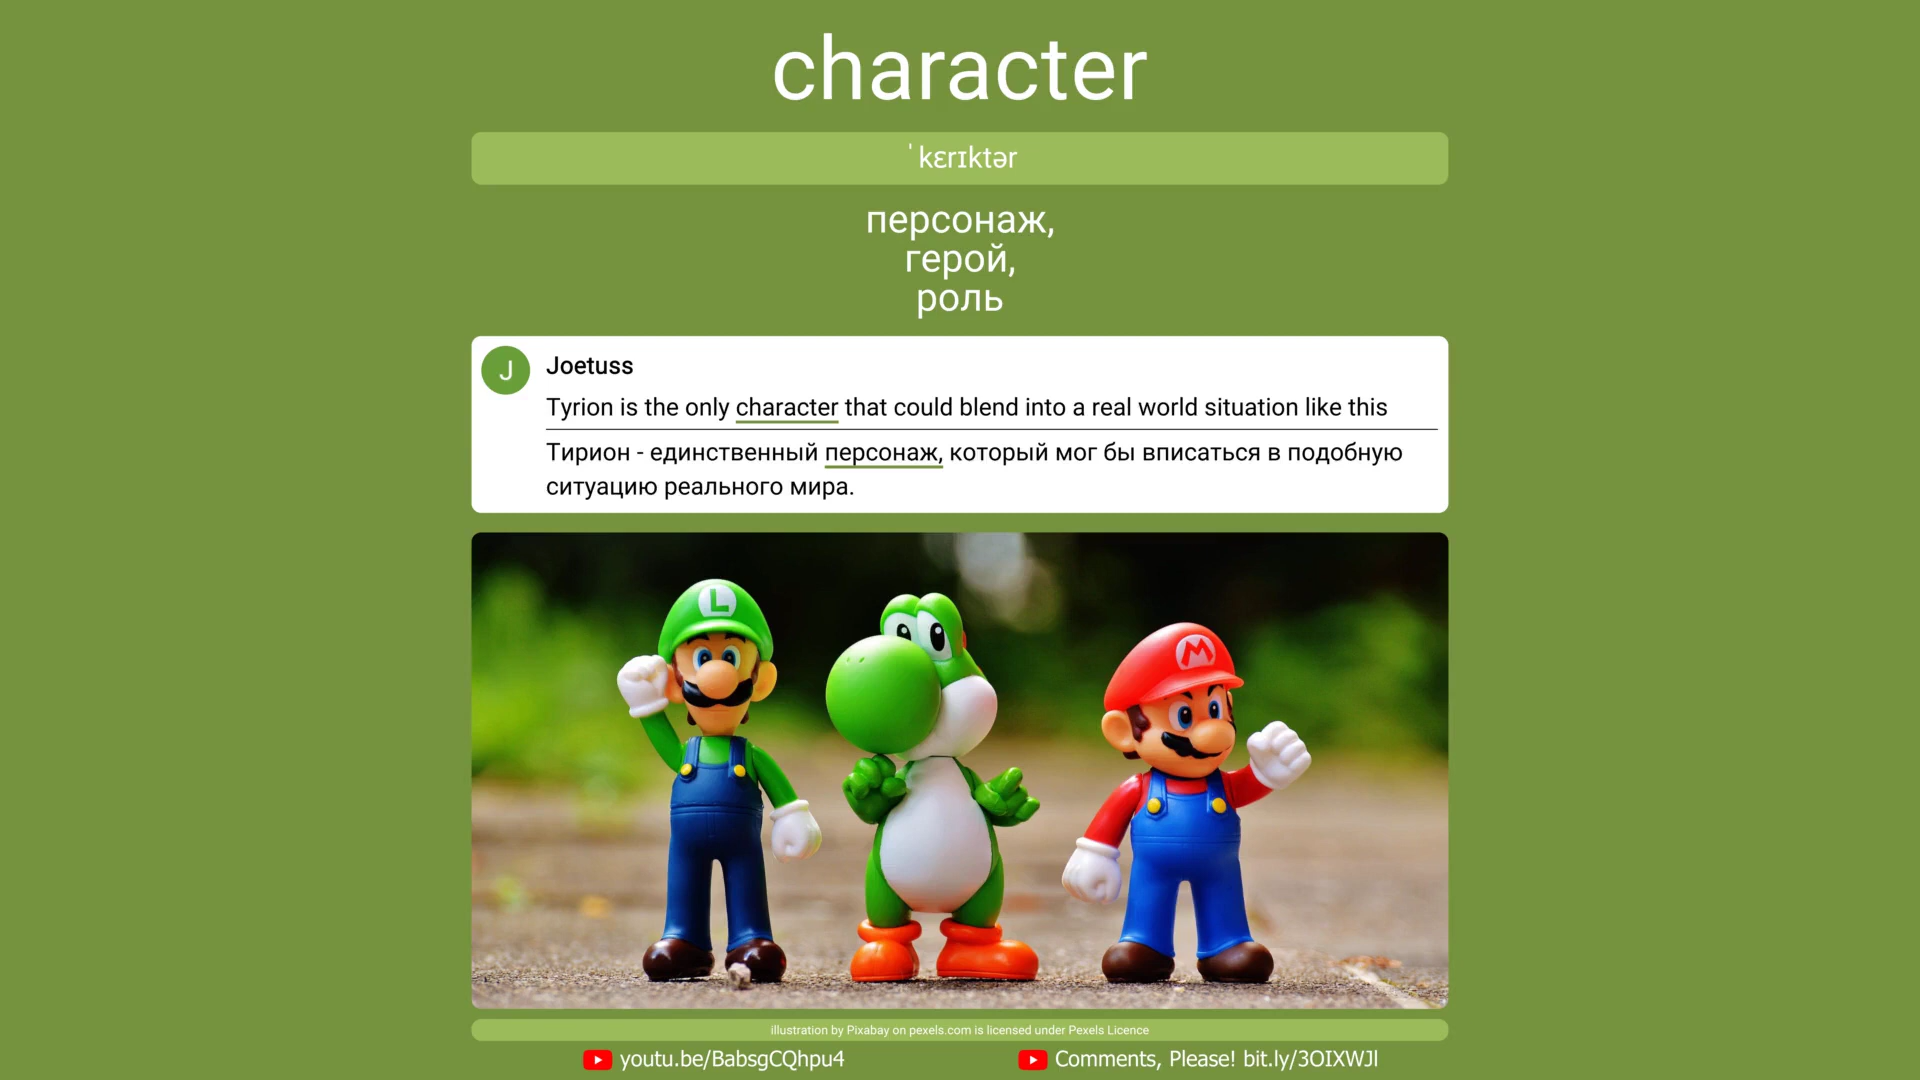 character
ˈkɛrɪktər
персонаж,
герой,
роль
J
Joetuss
Tyrion is the only character that could blend into a real world situation like this
Тирион - единственный персонаж, который мог бы вписаться в подобную
ситуацию реального мира.
L
M
illustration by Pixabay on pexels.com is licensed under Pexels Licence
youtu.be/BabsgCQhpu4
Comments, Please! bit.ly/3OIXWJl